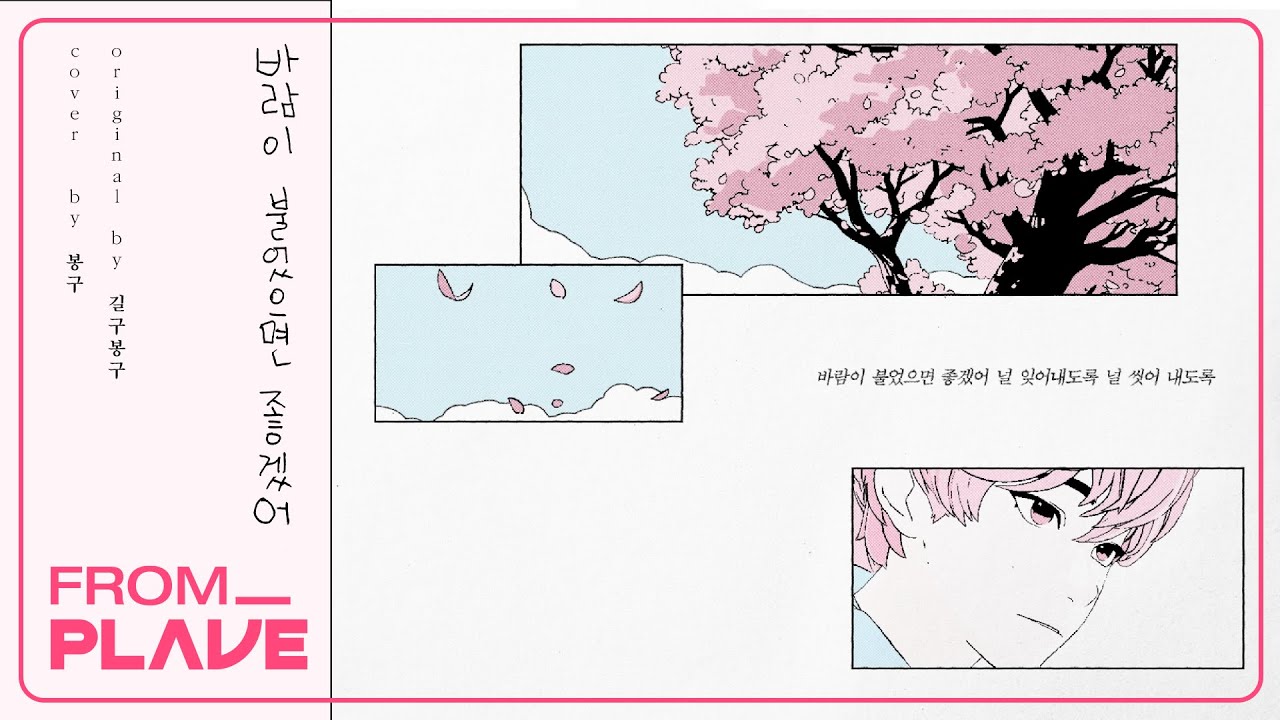 바람이 불었으면 좋겠어
original by 길구봉구
cover by 봉구
FROM_
PLAVE
바람이 불었으면 좋겠어 널 잊어내도록 널 씻어 내도록